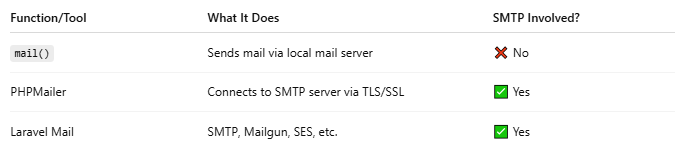 Function/Tool What It Does SMTP Involved?
mail() Sends mail via local mail server ❌ No
PHPMailer Connects to SMTP server via TLS/SSL ✅ Yes
Laravel Mail SMTP, Mailgun, SES, etc. ✅ Yes